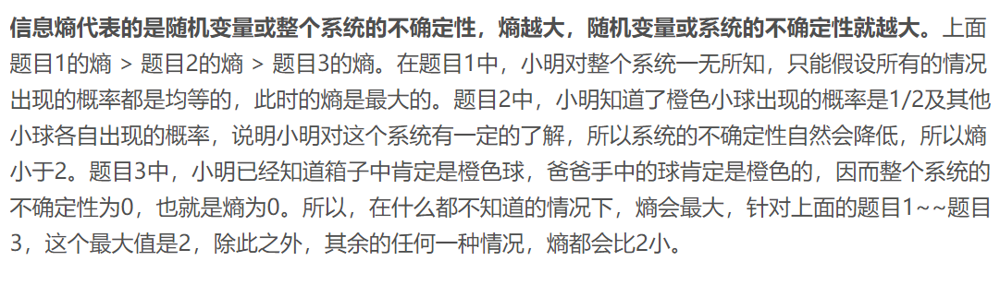 信息熵代表的是随机变量或整个系统的不确定性，熵越大，随机变量或系统的不确定性就越大。上面
题目1的熵 > 题目2的熵 > 题目3的熵。在题目1中，小明对整个系统一无所知，只能假设所有的情况
出现的概率都是均等的，此时的熵是最大的。题目2中，小明知道了橙色小球出现的概率是1/2及其他
小球各自出现的概率，说明小明对这个系统有一定的了解，所以系统的不确定性自然会降低，所以熵
小于2。题目3中，小明已经知道箱子中肯定是橙色球，爸爸手中的球肯定是橙色的，因而整个系统的
不确定性为0，也就是熵为0。所以，在什么都不知道的情况下，熵会最大，针对上面的题目1~~题目
3，这个最大值是2，除此之外，其余的任何一种情况，熵都会比2小。